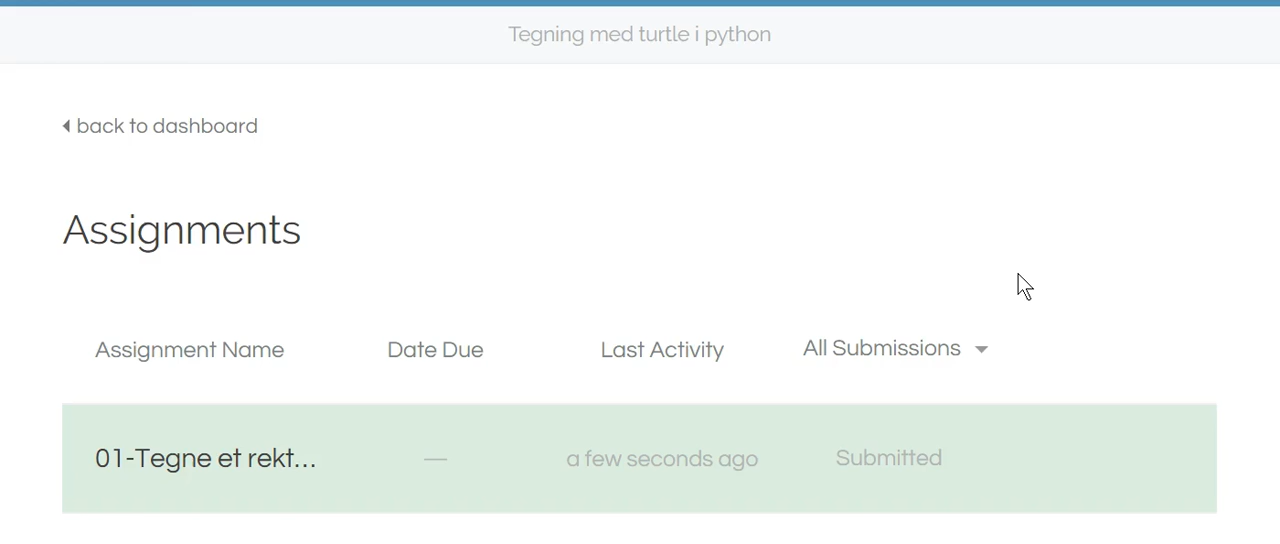 Tegning med turtle i python
back to dashboard
Assignments
Assignment Name Date Due Last Activity All Submissions
01-Tegne et rekt... — a few seconds ago Submitted